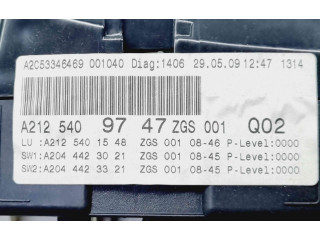 A2C53346469 001040 Diag:1406 29.05.09 12:47 1314
A212 540 97 47 ZGS 001 Q02
LU :A212 540 15 48 ZGS 001 08-46 P-Level:0000
SW1:A204 442 30 21 ZGS 001 08-45 P-Level:0000
SW2:A204 442 33 21 ZGS 001 08-45 P-Level:0000